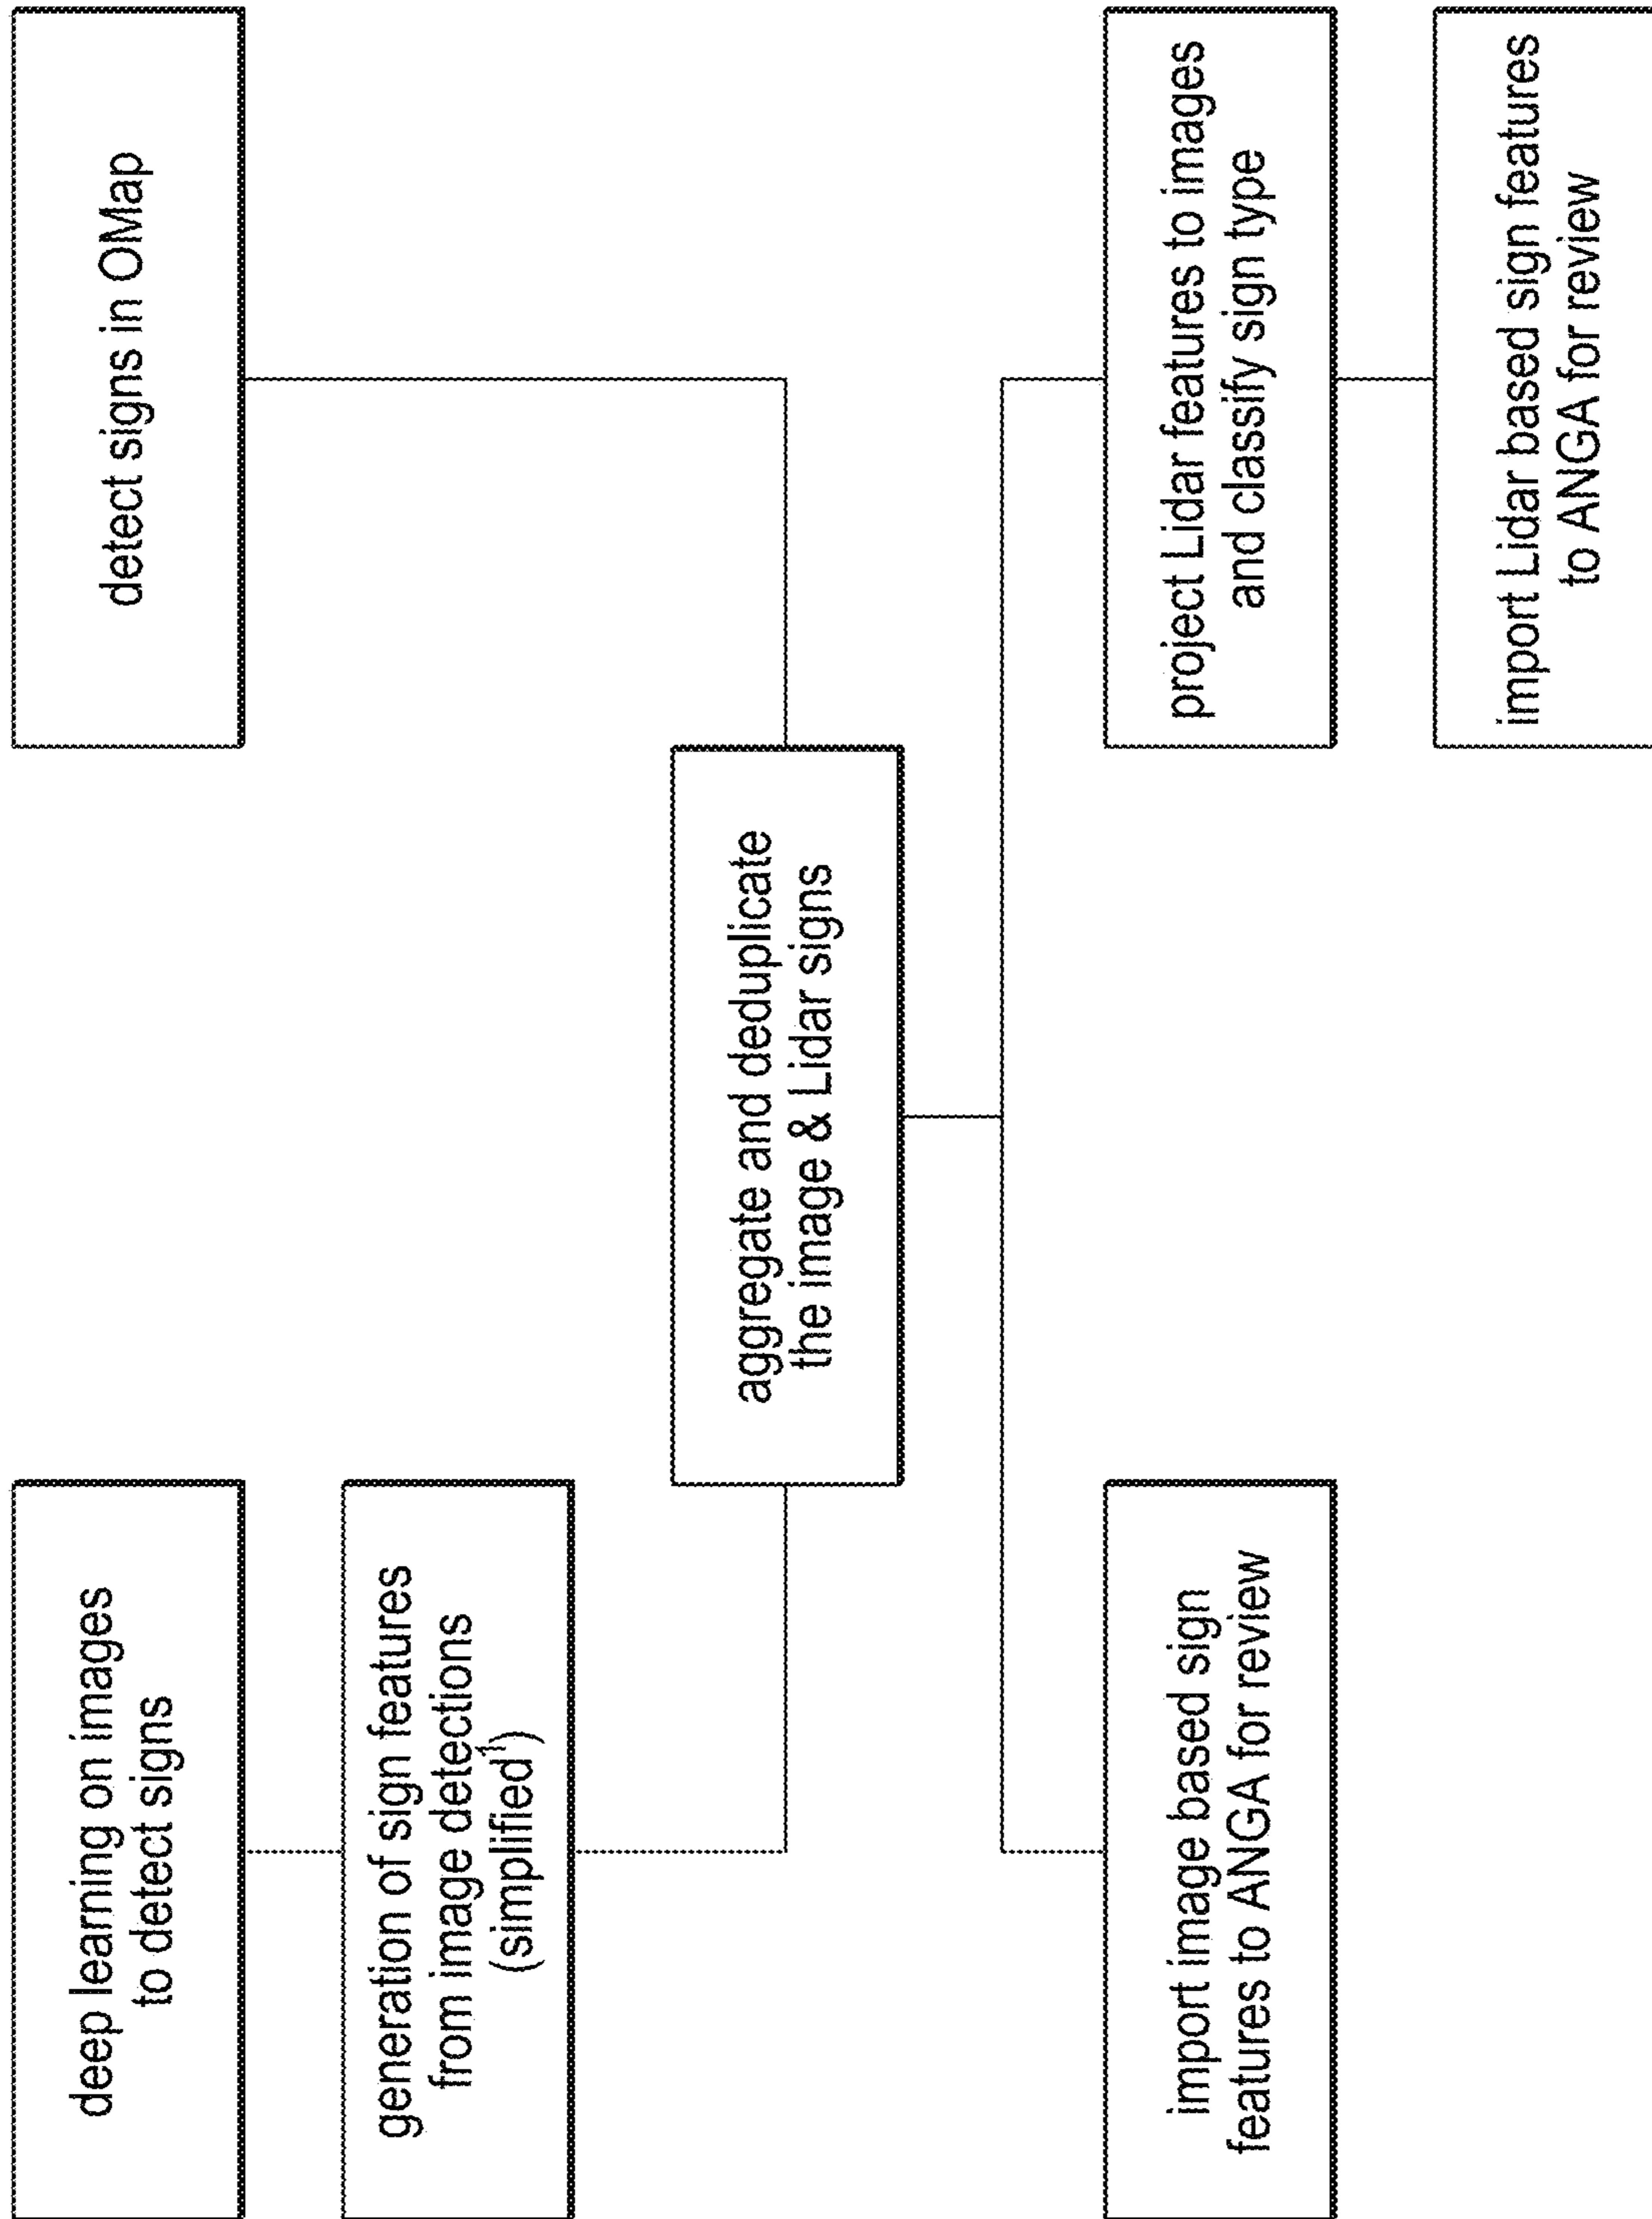 deep learning on images
to detect signs
detect signs in OMap
generation of sign features
from image detections
(simplified¹)
aggregate and deduplicate
the image & Lidar signs
import image based sign
features to ANGA for review
project Lidar features to images
and classify sign type
import Lidar based sign features
to ANGA for review